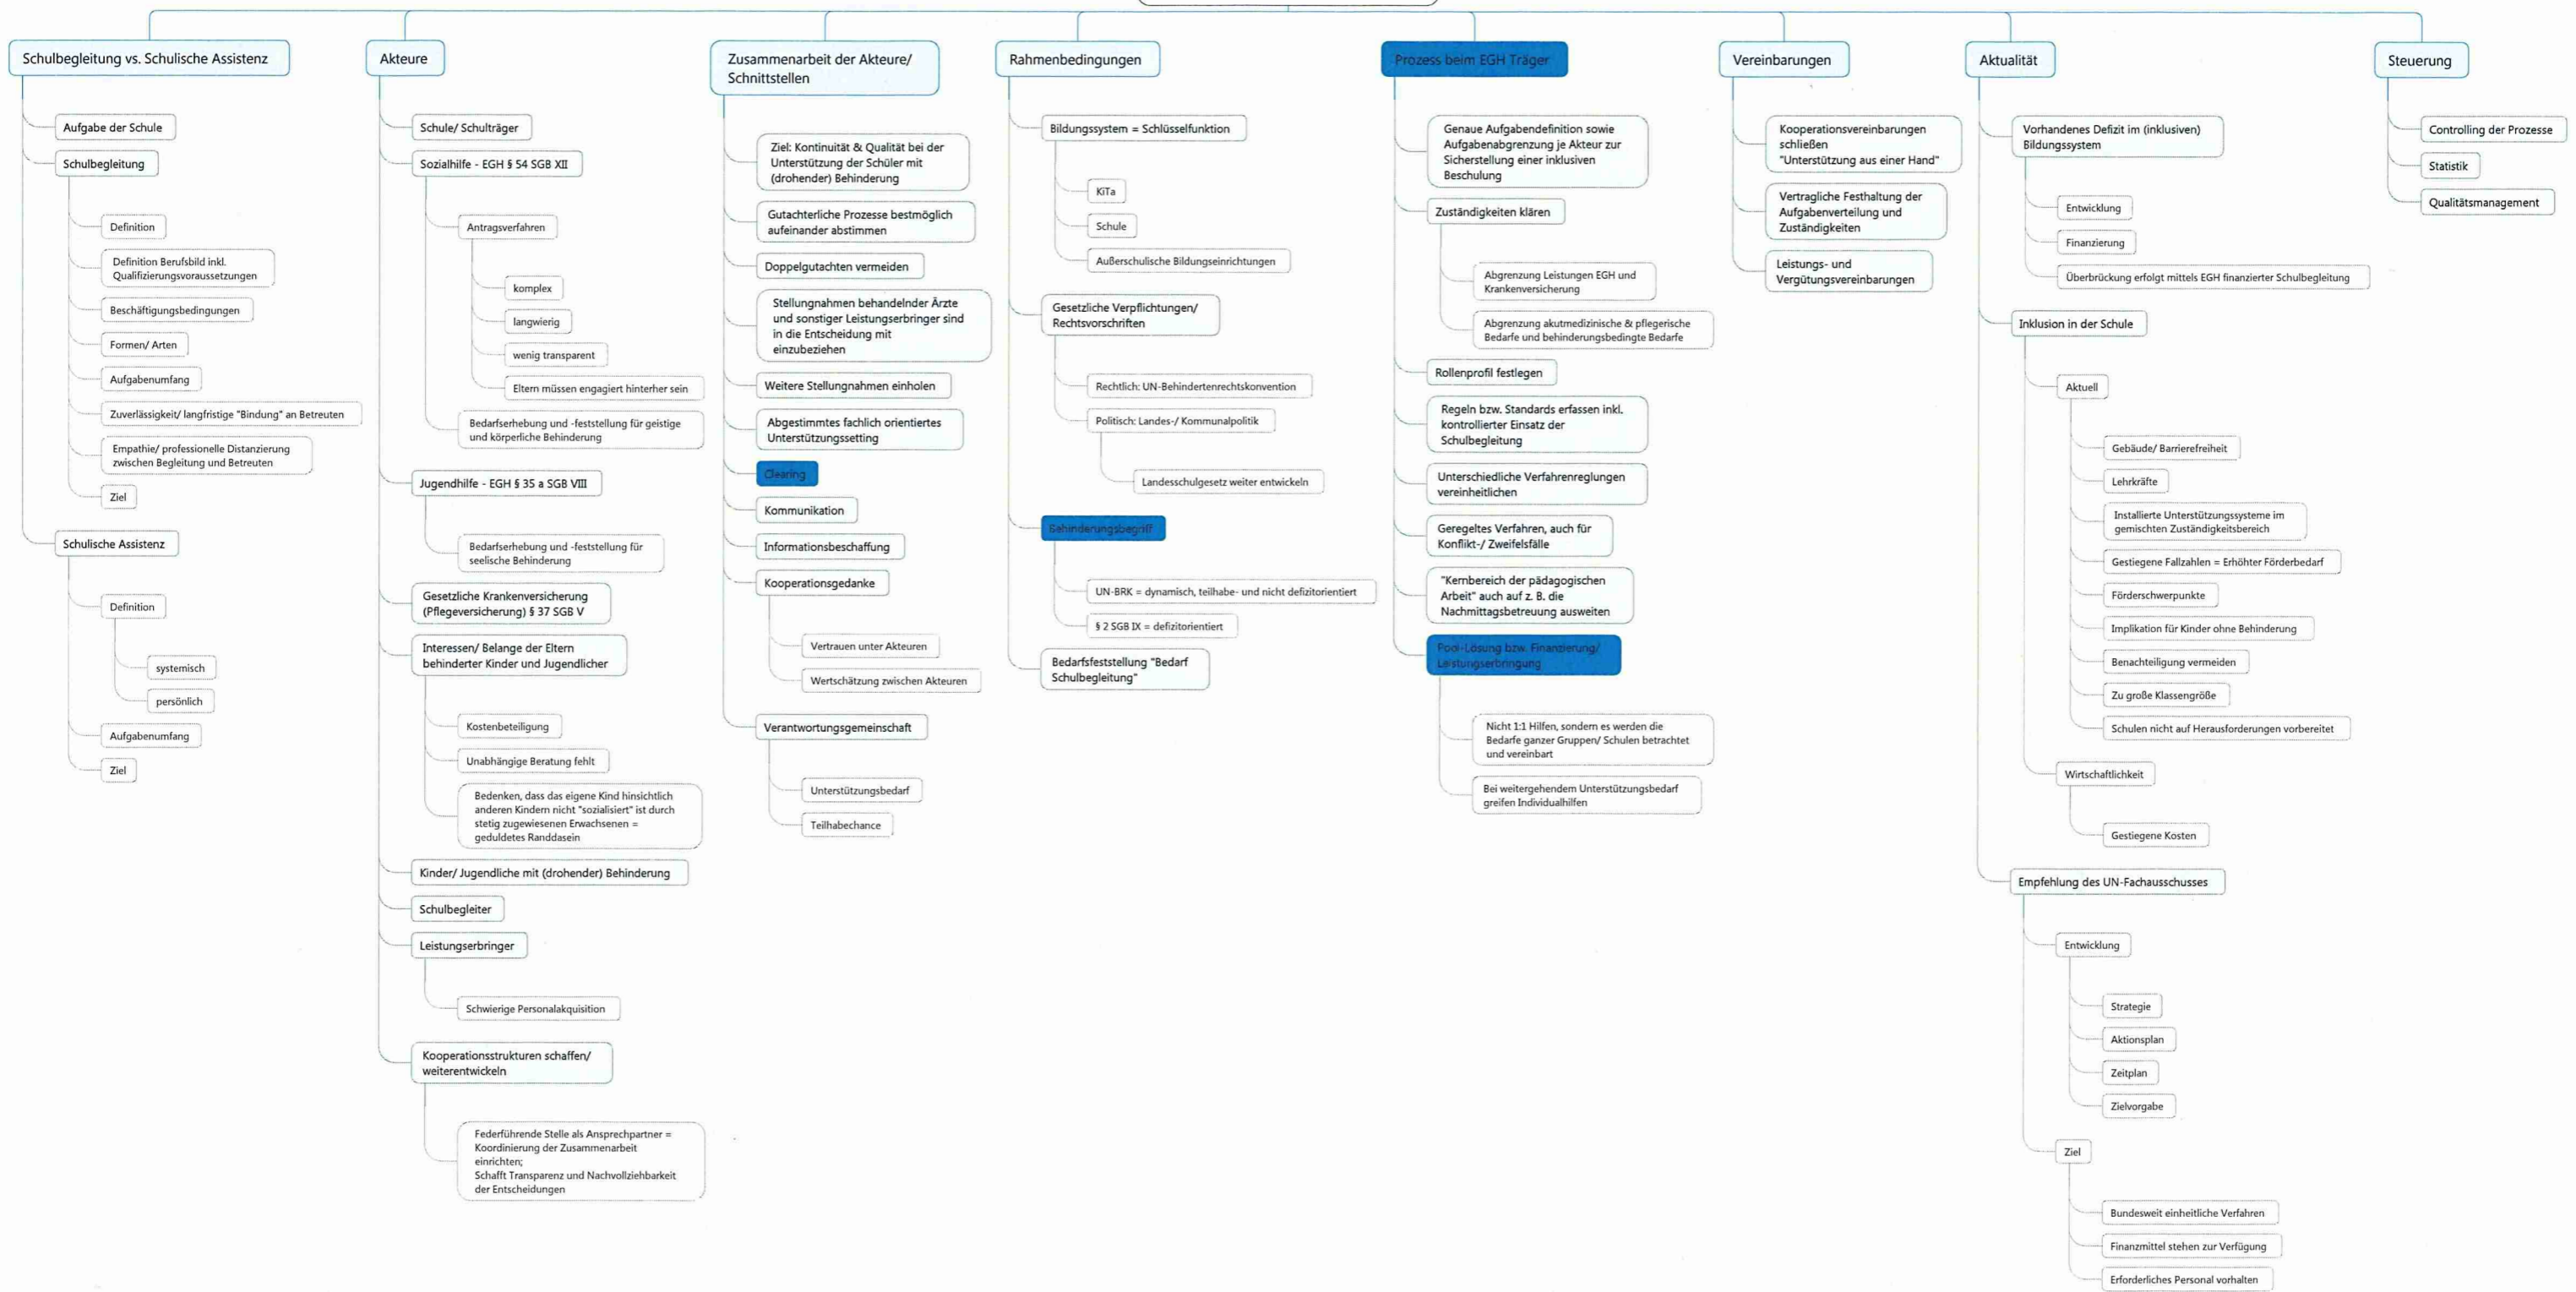 Schulbegleitung vs. Schulische Assistenz
Aufgabe der Schule
Schulbegleitung
Definition
Definition Berufsbild inkl.
Qualifizierungsvoraussetzungen
Beschäftigungsbedingungen
Formen/ Arten
Aufgabenumfang
Zuverlässigkeit/ langfristige "Bindung" an Betreuten
Empathie/ professionelle Distanzierung
zwischen Begleitung und Betreuten
Ziel
Schulische Assistenz
Definition
systemisch
persönlich
Aufgabenumfang
Ziel
Akteure
Schule/ Schulträger
Sozialhilfe - EGH § 54 SGB XII
Antragsverfahren
komplex
langwierig
wenig transparent
Eltern müssen engagiert hinterher sein
Bedarfserhebung und -feststellung für geistige
und körperliche Behinderung
Jugendhilfe - EGH § 35 a SGB VIII
Bedarfserhebung und -feststellung für
seelische Behinderung
Gesetzliche Krankenversicherung
(Pflegeversicherung) § 37 SGB V
Interessen/ Belange der Eltern
behinderter Kinder und Jugendlicher
Kostenbeteiligung
Unabhängige Beratung fehlt
Bedenken, dass das eigene Kind hinsichtlich
anderen Kindern nicht "sozialisiert" ist durch
stetig zugewiesenen Erwachsenen =
geduldetes Randdasein
Kinder/ Jugendliche mit (drohender) Behinderung
Schulbegleiter
Leistungserbringer
Schwierige Personalakquisition
Kooperationsstrukturen schaffen/
weiterentwickeln
Federführende Stelle als Ansprechpartner =
Koordinierung der Zusammenarbeit
einrichten;
Schafft Transparenz und Nachvollziehbarkeit
der Entscheidungen
Zusammenarbeit der Akteure/
Schnittstellen
Ziel: Kontinuität & Qualität bei der
Unterstützung der Schüler mit
(drohender) Behinderung
Gutachterliche Prozesse bestmöglich
aufeinander abstimmen
Doppelgutachten vermeiden
Stellungnahmen behandelnder Ärzte
und sonstiger Leistungserbringer sind
in die Entscheidung mit
einzubeziehen
Weitere Stellungnahmen einholen
Abgestimmtes fachlich orientiertes
Unterstützungssetting
Clearing
Kommunikation
Informationsbeschaffung
Kooperationsgedanke
Vertrauen unter Akteuren
Wertschätzung zwischen Akteuren
Verantwortungsgemeinschaft
Unterstützungsbedarf
Teilhabechance
Rahmenbedingungen
Bildungssystem = Schlüsselfunktion
KiTa
Schule
Außerschulische Bildungseinrichtungen
Gesetzliche Verpflichtungen/
Rechtsvorschriften
Rechtlich: UN-Behindertenrechtskonvention
Politisch: Landes-/ Kommunalpolitik
Landesschulgesetz weiter entwickeln
Behinderungsbegriff
UN-BRK = dynamisch, teilhabe- und nicht defizitorientiert
§ 2 SGB IX = defizitorientiert
Bedarfsfeststellung "Bedarf
Schulbegleitung"
Prozess beim EGH Träger
Genaue Aufgabendefinition sowie
Aufgabenabgrenzung je Akteur zur
Sicherstellung einer inklusiven
Beschulung
Zuständigkeiten klären
Abgrenzung Leistungen EGH und
Krankenversicherung
Abgrenzung akutmedizinische & pflegerische
Bedarfe und behinderungsbedingte Bedarfe
Rollenprofil festlegen
Regeln bzw. Standards erfassen inkl.
kontrollierter Einsatz der
Schulbegleitung
Unterschiedliche Verfahrenreglungen
vereinheitlichen
Geregeltes Verfahren, auch für
Konflikt-/ Zweifelsfälle
"Kernbereich der pädagogischen
Arbeit" auch auf z. B. die
Nachmittagsbetreuung ausweiten
Pool-Lösung bzw. Finanzierung/
Leistungserbringung
Nicht 1:1 Hilfen, sondern es werden die
Bedarfe ganzer Gruppen/ Schulen betrachtet
und vereinbart
Bei weitergehendem Unterstützungsbedarf
greifen Individualhilfen
Vereinbarungen
Kooperationsvereinbarungen
schließen
"Unterstützung aus einer Hand"
Vertragliche Festhaltung der
Aufgabenverteilung und
Zuständigkeiten
Leistungs- und
Vergütungsvereinbarungen
Aktualität
Vorhandenes Defizit im (inklusiven)
Bildungssystem
Entwicklung
Finanzierung
Überbrückung erfolgt mittels EGH finanzierter Schulbegleitung
Inklusion in der Schule
Aktuell
Gebäude/ Barrierefreiheit
Lehrkräfte
Installierte Unterstützungssysteme im
gemischten Zuständigkeitsbereich
Gestiegene Fallzahlen = Erhöhter Förderbedarf
Förderschwerpunkte
Implikation für Kinder ohne Behinderung
Benachteiligung vermeiden
Zu große Klassengröße
Schulen nicht auf Herausforderungen vorbereitet
Wirtschaftlichkeit
Gestiegene Kosten
Empfehlung des UN-Fachausschusses
Entwicklung
Strategie
Aktionsplan
Zeitplan
Zielvorgabe
Ziel
Bundesweit einheitliche Verfahren
Finanzmittel stehen zur Verfügung
Erforderliches Personal vorhalten
Steuerung
Controlling der Prozesse
Statistik
Qualitätsmanagement